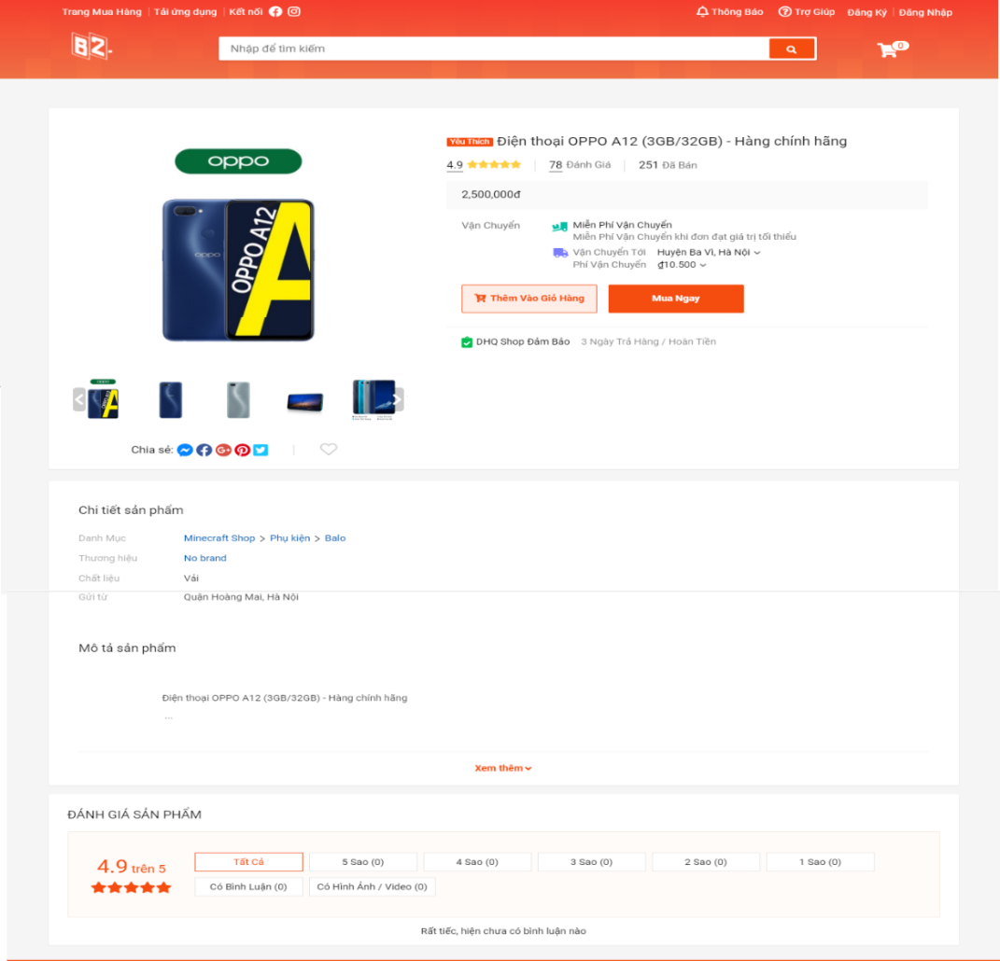 Trang Mua Hàng | Tải ứng dụng | Kết nối
Thông Báo Trợ Giúp Đăng Ký | Đăng Nhập
BZ.
Nhập để tìm kiếm
0
oppo
oppo
OPPO A12
Yêu Thích Điện thoại OPPO A12 (3GB/32GB) - Hàng chính hãng
4.9 | 78 Đánh Giá | 251 Đã Bán
2,500,000đ
Vận Chuyển Miễn Phí Vận Chuyển
Miễn Phí Vận Chuyển khi đơn đạt giá trị tối thiểu
Vận Chuyển Tới Huyện Ba Vì, Hà Nội
Phí Vận Chuyển ₫10.500
Thêm Vào Giỏ Hàng Mua Ngay
DHQ Shop Đảm Bảo 3 Ngày Trả Hàng / Hoàn Tiền
Chia sẻ:
Chi tiết sản phẩm
Danh Mục Minecraft Shop > Phụ kiện > Balo
Thương hiệu No brand
Chất liệu Vải
Gửi từ Quận Hoàng Mai, Hà Nội
Mô tả sản phẩm
Điện thoại OPPO A12 (3GB/32GB) - Hàng chính hãng
...
Xem thêm
ĐÁNH GIÁ SẢN PHẨM
4.9 trên 5
Tất Cả 5 Sao (0) 4 Sao (0) 3 Sao (0) 2 Sao (0) 1 Sao (0)
Có Bình Luận (0) Có Hình Ảnh / Video (0)
Rất tiếc, hiện chưa có bình luận nào